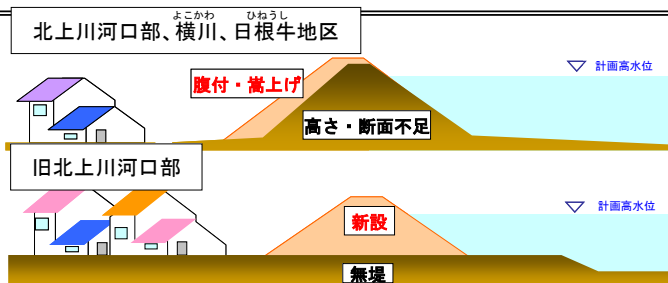 よこかわ ひねうし
北上川河口部、横川、日根牛地区
計画高水位
腹付・嵩上げ
高さ・断面不足
旧北上川河口部
計画高水位
新設
無堤